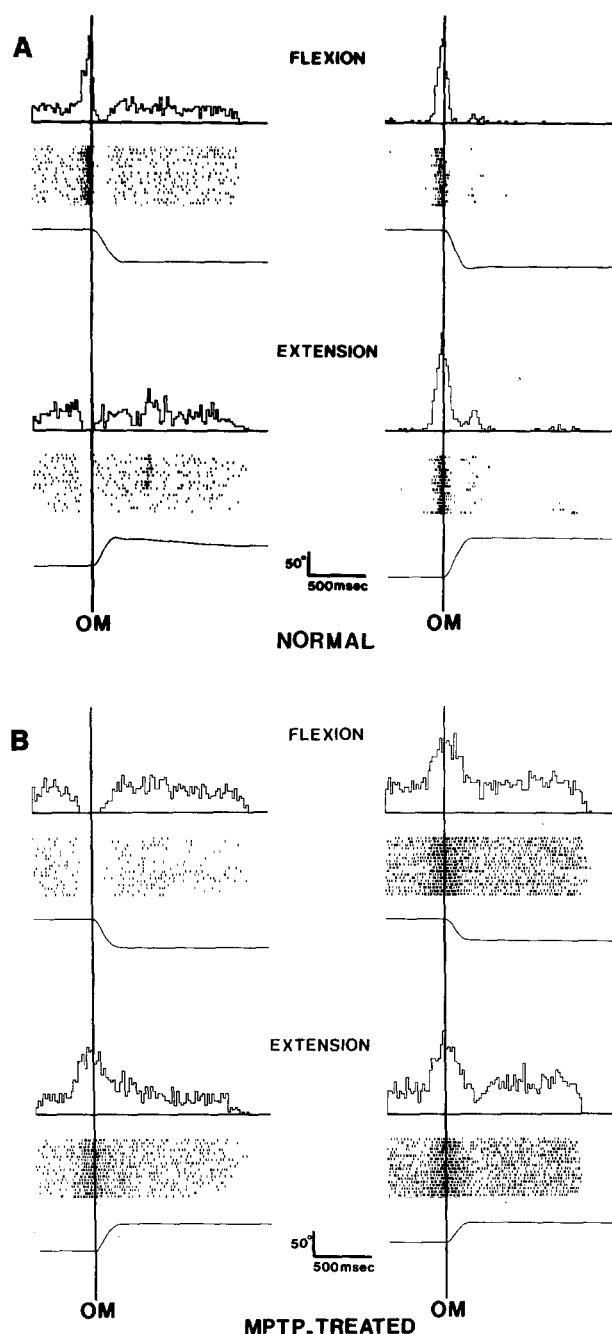 A
FLEXION
EXTENSION
50°
500msec
OM
OM
NORMAL
B
FLEXION
EXTENSION
50°
500msec
OM
OM
MPTP-TREATED